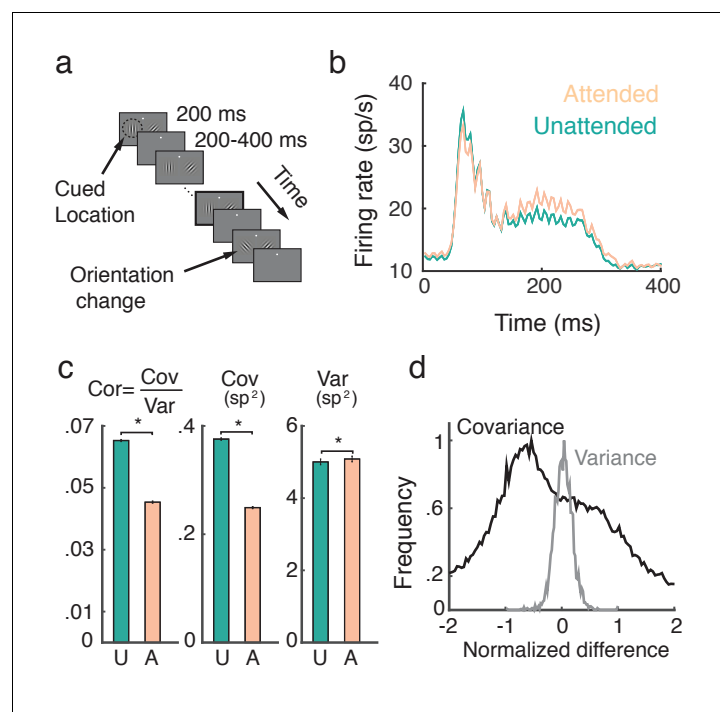 a
200 ms
200-400 ms
Time
Cued
Location
Orientation
change
b
Attended
Unattended
Firing rate (sp/s)
40
30
20
10
0
200
400
Time (ms)
c
Cor= Cov
Var
.07
.05
.03
.01
0
*
U A
Cov
(sp²)
.4
.2
0
*
U A
Var
(sp²)
6
4
2
0
*
U A
d
Covariance
Variance
Frequency
1
.6
.2
0
-2 -1 0 1 2
Normalized difference